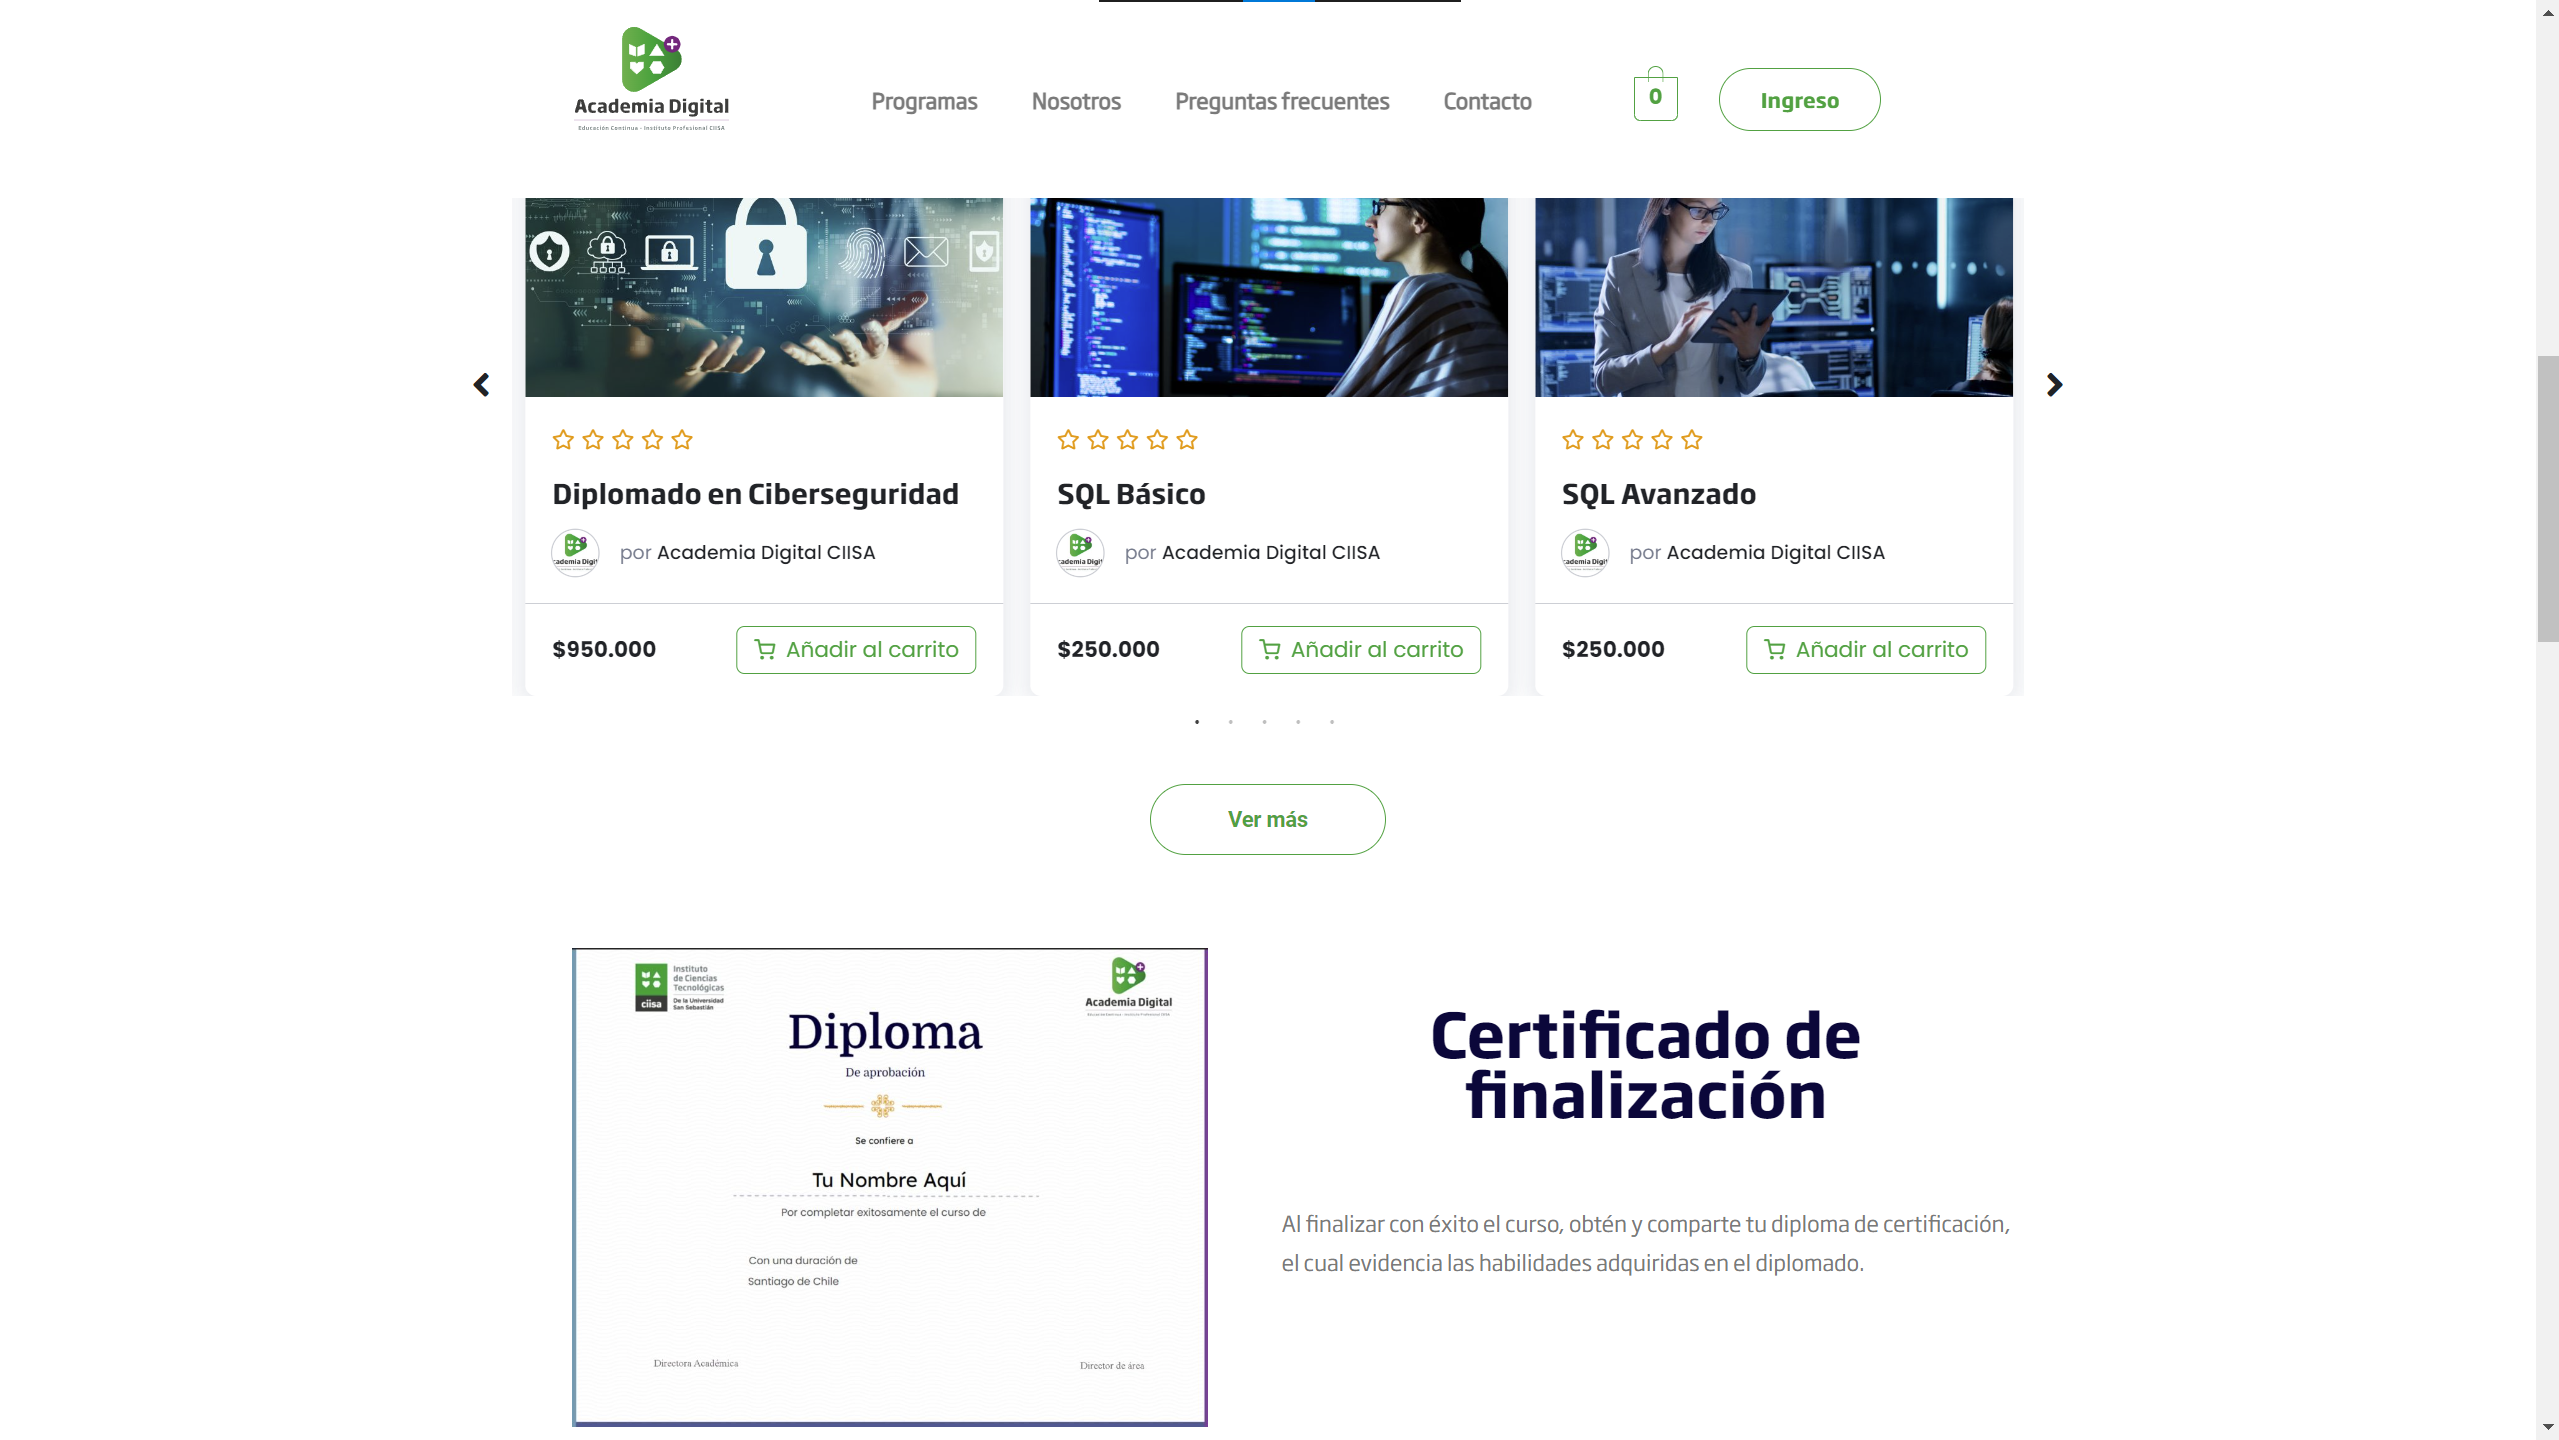 Academia Digital
Educación Continua - Instituto Profesional CIISA
Programas
Nosotros
Preguntas frecuentes
Contacto
0
Ingreso
Diplomado en Ciberseguridad
por Academia Digital CIISA
$950.000
Añadir al carrito
SQL Básico
por Academia Digital CIISA
$250.000
Añadir al carrito
SQL Avanzado
por Academia Digital CIISA
$250.000
Añadir al carrito
Ver más
ciisa
Instituto
de Ciencias
Tecnológicas
De la Universidad
San Sebastián
Academia Digital
Diploma
De aprobación
Se confiere a
Tu Nombre Aquí
Por completar exitosamente el curso de
Con una duración de
Santiago de Chile
Directora Académica
Director de área
Certificado de
finalización
Al finalizar con éxito el curso, obtén y comparte tu diploma de certificación,
el cual evidencia las habilidades adquiridas en el diplomado.